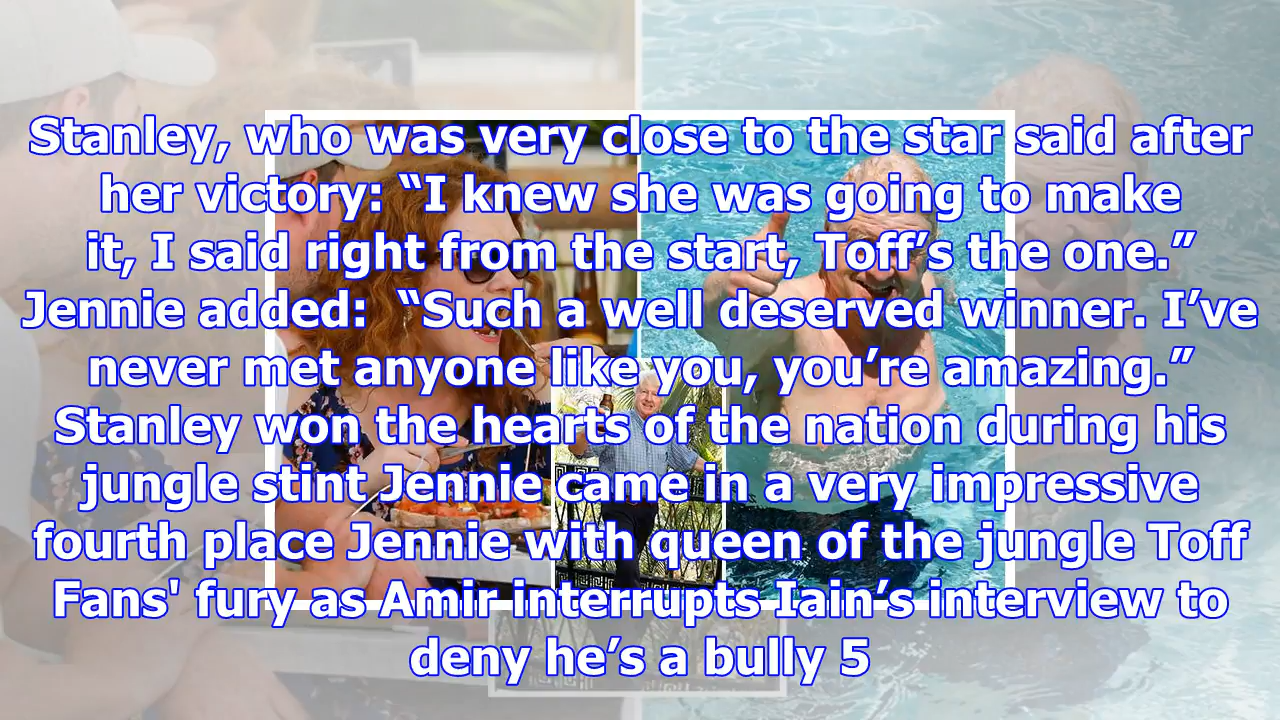 Stanley, who was very close to the star said after
her victory: “I knew she was going to make
it, I said right from the start, Toff’s the one.”
Jennie added:  “Such a well deserved winner. I’ve
never met anyone like you, you’re amazing.”
Stanley won the hearts of the nation during his
jungle stint Jennie came in a very impressive
fourth place Jennie with queen of the jungle Toff
Fans' fury as Amir interrupts Iain’s interview to
deny he’s a bully 5